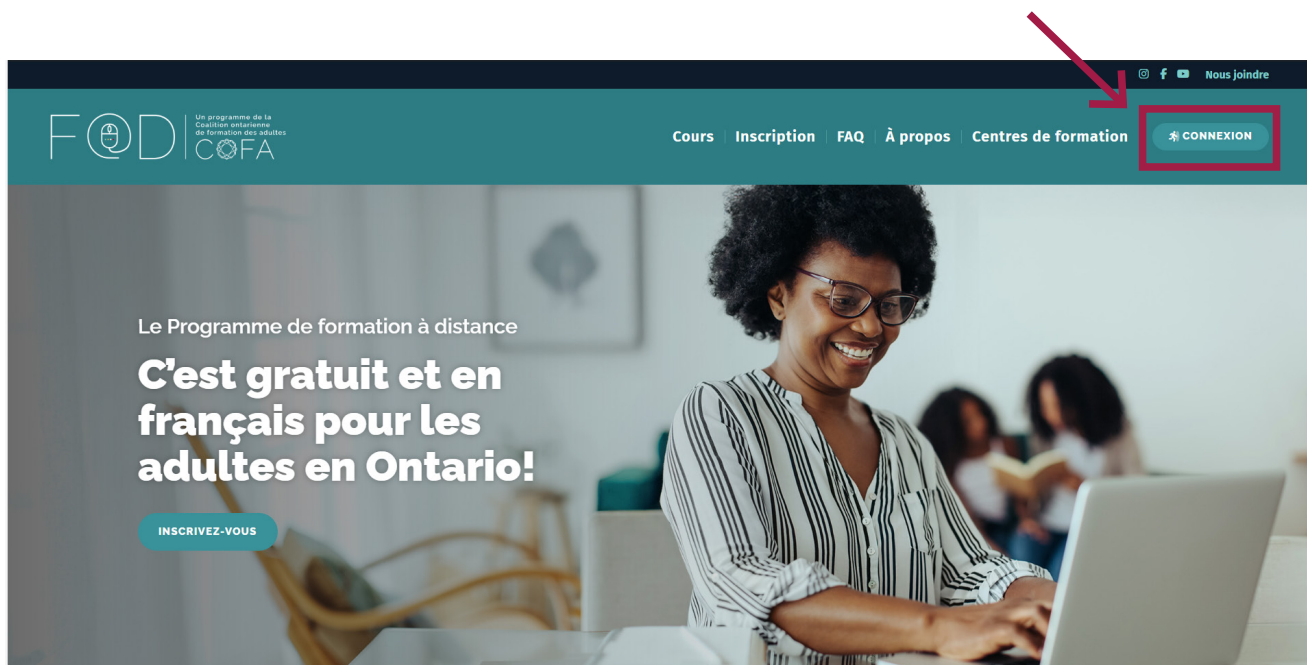 Nous joindre
F@D
Un programme de la
Coalition ontarienne
de formation des adultes
COFA
Cours
Inscription
FAQ
À propos
Centres de formation
CONNEXION
Le Programme de formation à distance
C'est gratuit et en
français pour les
adultes en Ontario!
INSCRIVEZ-VOUS